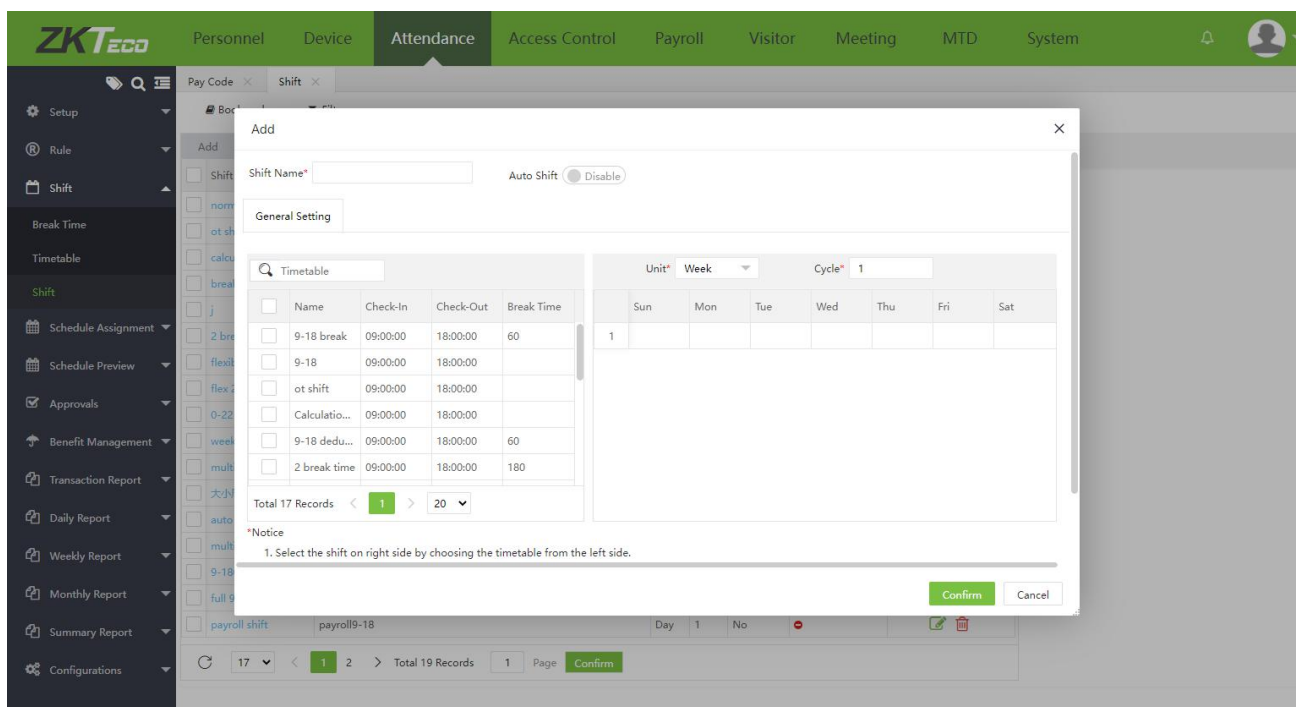 ZKTeco Personnel Device Attendance Access Control Payroll Visitor Meeting MTD System
Pay Code × Shift ×
Setup
Rule
Shift
Break Time
Timetable
Shift
Schedule Assignment
Schedule Preview
Approvals
Benefit Management
Transaction Report
Daily Report
Weekly Report
Monthly Report
Summary Report
Configurations
Add
Shift
Add ×
Shift Name* Auto Shift Disable
General Setting
Timetable
Name Check-In Check-Out Break Time
9-18 break 09:00:00 18:00:00 60
9-18 09:00:00 18:00:00
ot shift 09:00:00 18:00:00
Calculatio... 09:00:00 18:00:00
9-18 dedu... 09:00:00 18:00:00 60
2 break time 09:00:00 18:00:00 180
Total 17 Records < 1 > 20
Unit* Week Cycle* 1
Sun Mon Tue Wed Thu Fri Sat
1
*Notice
1. Select the shift on right side by choosing the timetable from the left side.
Confirm Cancel
payroll shift payroll9-18 Day 1 No
17 < 1 2 > Total 19 Records 1 Page Confirm